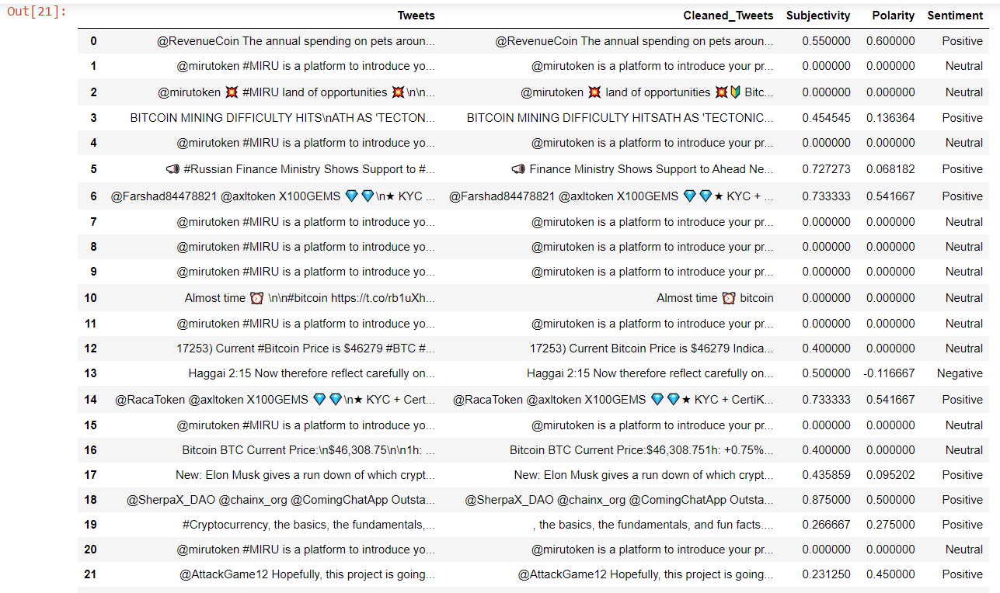 Out[21]:
Tweets Cleaned_Tweets Subjectivity Polarity Sentiment
0 @RevenueCoin The annual spending on pets aroun... @RevenueCoin The annual spending on pets aroun... 0.550000 0.600000 Positive
1 @mirutoken #MIRU is a platform to introduce yo... @mirutoken is a platform to introduce your pr... 0.000000 0.000000 Neutral
2 @mirutoken 💥 #MIRU land of opportunities 💥\n\n... @mirutoken 💥 land of opportunities 💥🔰 Bitc... 0.000000 0.000000 Neutral
3 BITCOIN MINING DIFFICULTY HITS\nATH AS 'TECTON... BITCOIN MINING DIFFICULTY HITSATH AS 'TECTONIC... 0.454545 0.136364 Positive
4 @mirutoken #MIRU is a platform to introduce yo... @mirutoken is a platform to introduce your pr... 0.000000 0.000000 Neutral
5 📣 #Russian Finance Ministry Shows Support to #... 📣 Finance Ministry Shows Support to Ahead Ne... 0.727273 0.068182 Positive
6 @Farshad84478821 @axltoken X100GEMS 💎💎\n★ KYC ... @Farshad84478821 @axltoken X100GEMS 💎💎★ KYC + ... 0.733333 0.541667 Positive
7 @mirutoken #MIRU is a platform to introduce yo... @mirutoken is a platform to introduce your pr... 0.000000 0.000000 Neutral
8 @mirutoken #MIRU is a platform to introduce yo... @mirutoken is a platform to introduce your pr... 0.000000 0.000000 Neutral
9 @mirutoken #MIRU is a platform to introduce yo... @mirutoken is a platform to introduce your pr... 0.000000 0.000000 Neutral
10 Almost time ⏰ \n\n#bitcoin https://t.co/rb1uXh... Almost time ⏰ bitcoin 0.000000 0.000000 Neutral
11 @mirutoken #MIRU is a platform to introduce yo... @mirutoken is a platform to introduce your pr... 0.000000 0.000000 Neutral
12 17253) Current #Bitcoin Price is $46279 #BTC #... 17253) Current Bitcoin Price is $46279 Indica... 0.400000 0.000000 Neutral
13 Haggai 2:15 Now therefore reflect carefully on... Haggai 2:15 Now therefore reflect carefully on... 0.500000 -0.116667 Negative
14 @RacaToken @axltoken X100GEMS 💎💎\n★ KYC + Cert... @RacaToken @axltoken X100GEMS 💎💎★ KYC + CertiK... 0.733333 0.541667 Positive
15 @mirutoken #MIRU is a platform to introduce yo... @mirutoken is a platform to introduce your pr... 0.000000 0.000000 Neutral
16 Bitcoin BTC Current Price:\n$46,308.75\n\n1h: ... Bitcoin BTC Current Price:$46,308.751h: +0.75%... 0.400000 0.000000 Neutral
17 New: Elon Musk gives a run down of which crypt... New: Elon Musk gives a run down of which crypt... 0.435859 0.095202 Positive
18 @SherpaX_DAO @chainx_org @ComingChatApp Outsta... @SherpaX_DAO @chainx_org @ComingChatApp Outsta... 0.875000 0.500000 Positive
19 #Cryptocurrency, the basics, the fundamentals,... , the basics, the fundamentals, and fun facts.... 0.266667 0.275000 Positive
20 @mirutoken #MIRU is a platform to introduce yo... @mirutoken is a platform to introduce your pr... 0.000000 0.000000 Neutral
21 @AttackGame12 Hopefully, this project is going... @AttackGame12 Hopefully, this project is going... 0.231250 0.450000 Positive